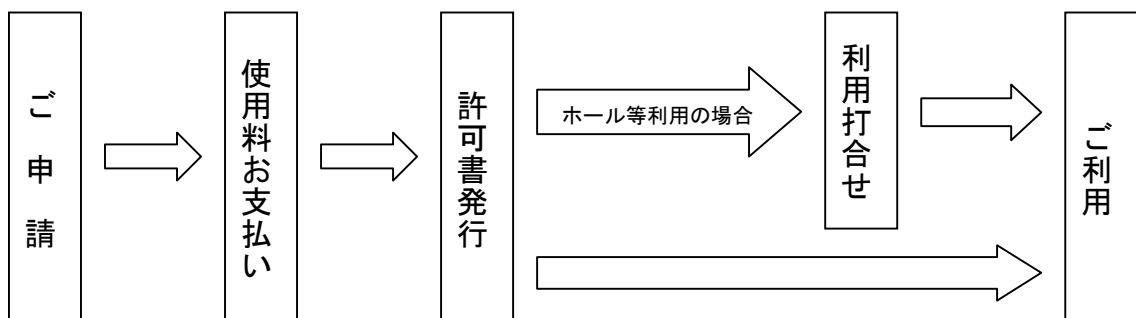 ご申請
使用料お支払い
許可書発行
ホール等利用の場合
利用打合せ
ご利用